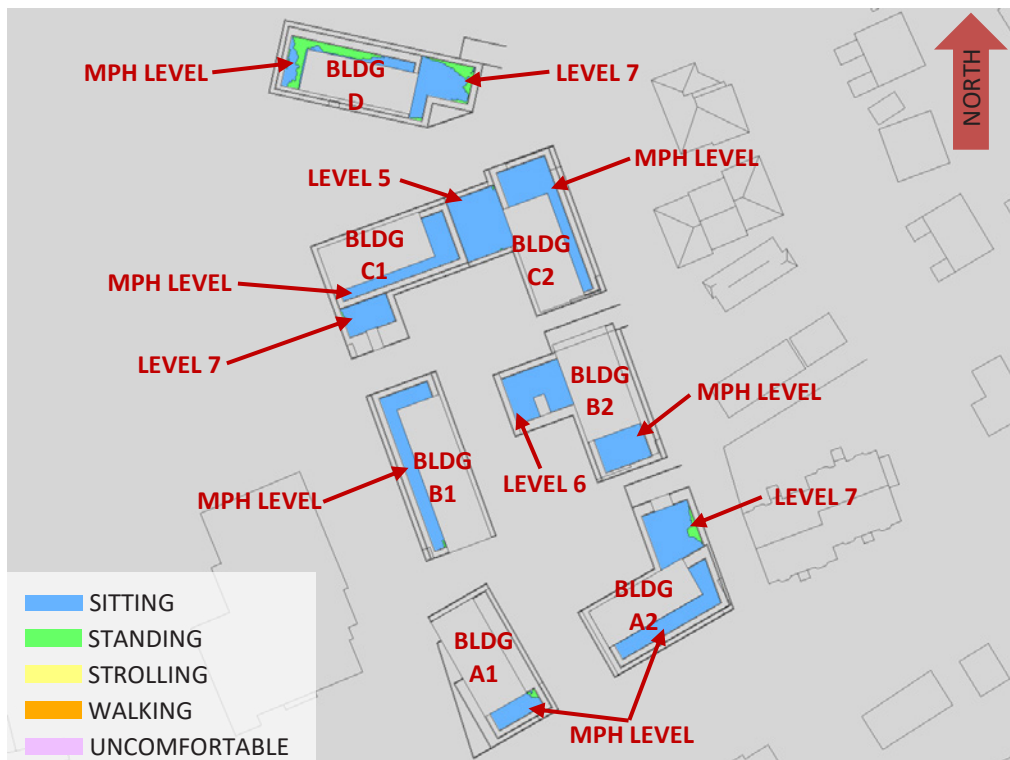 NORTH
MPH LEVEL
BLDG
D
LEVEL 7
MPH LEVEL
LEVEL 5
BLDG
C1
BLDG
C2
MPH LEVEL
LEVEL 7
BLDG
B2
MPH LEVEL
BLDG
B1
LEVEL 6
MPH LEVEL
LEVEL 7
BLDG
A2
BLDG
A1
MPH LEVEL
SITTING
STANDING
STROLLING
WALKING
UNCOMFORTABLE